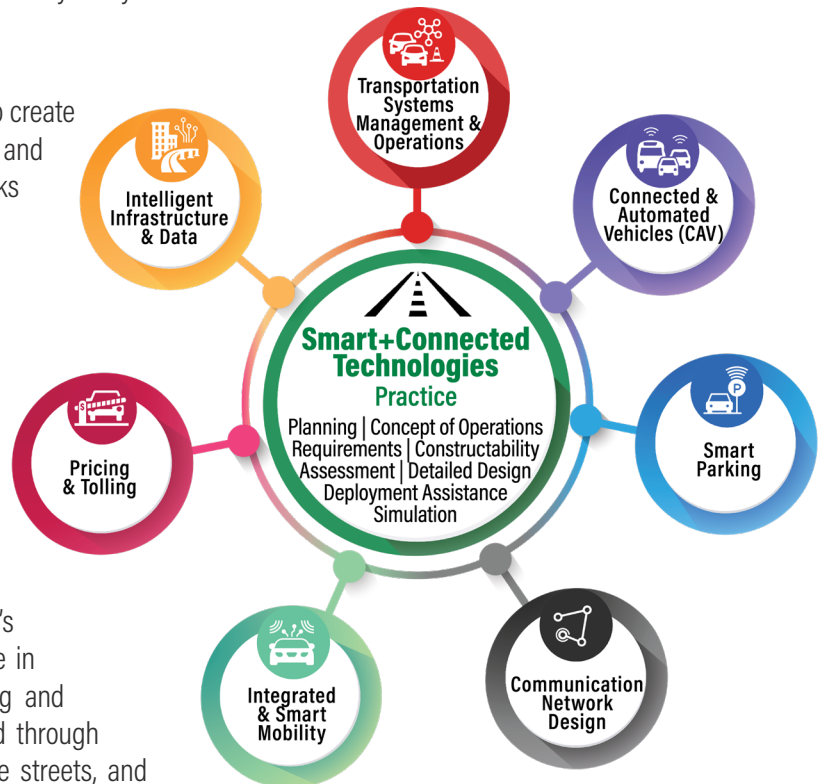 o create
and
ks
Transportation
Systems
Management &
Operations
Intelligent
Infrastructure
& Data
Connected &
Automated
Vehicles (CAV)
Smart+Connected
Technologies
Practice
Planning | Concept of Operations
Requirements | Constructability
Assessment | Detailed Design
Deployment Assistance
Simulation
Pricing
& Tolling
Smart
Parking
P
$
Integrated
& Smart
Mobility
Communication
Network
Design
's
e in
g and
d through
e streets, and